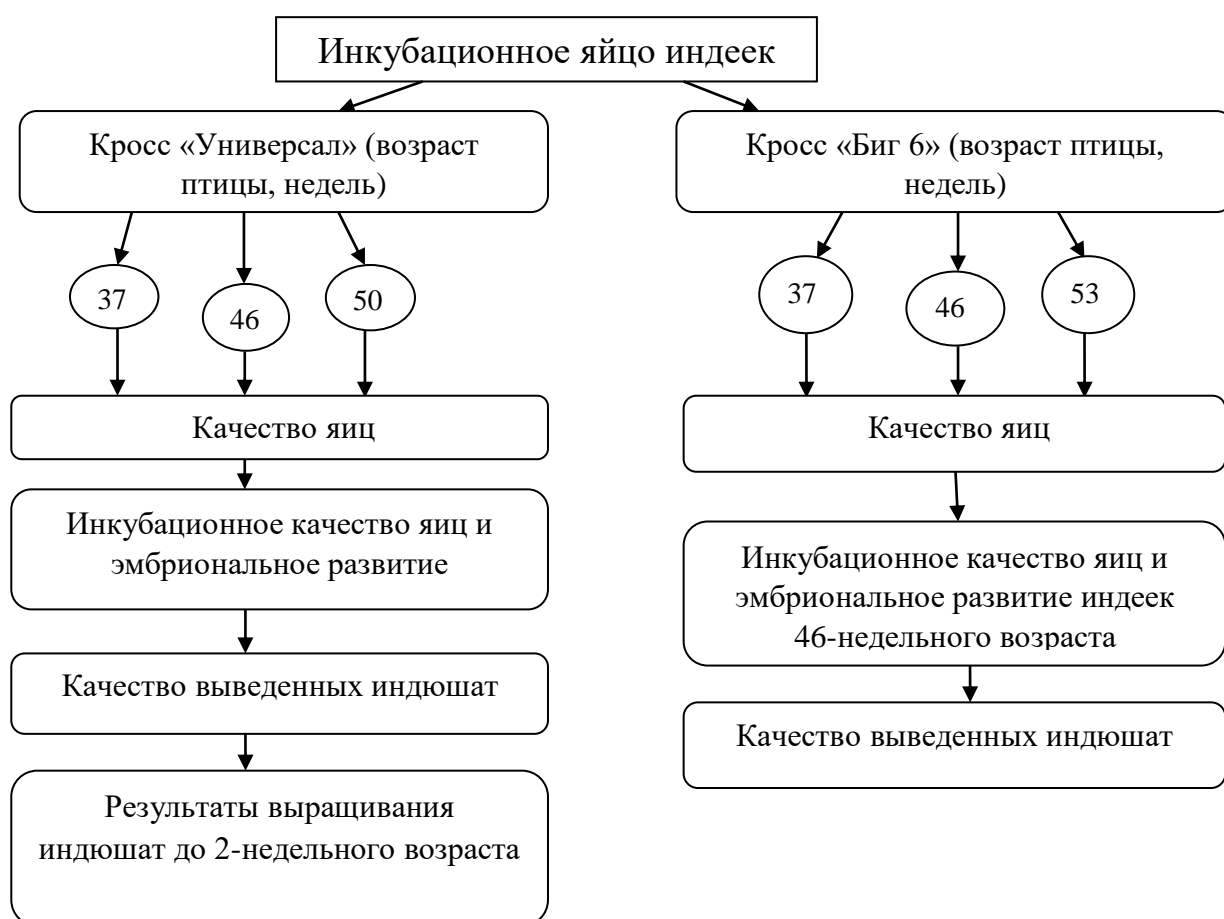 Инкубационное яйцо индеек
Кросс «Универсал» (возраст
птицы, недель)
37
46
50
Качество яиц
Инкубационное качество яиц и
эмбриональное развитие
Качество выведенных индюшат
Результаты выращивания
индюшат до 2-недельного возраста
Кросс «Биг 6» (возраст птицы,
недель)
37
46
53
Качество яиц
Инкубационное качество яиц и
эмбриональное развитие индеек
46-недельного возраста
Качество выведенных индюшат